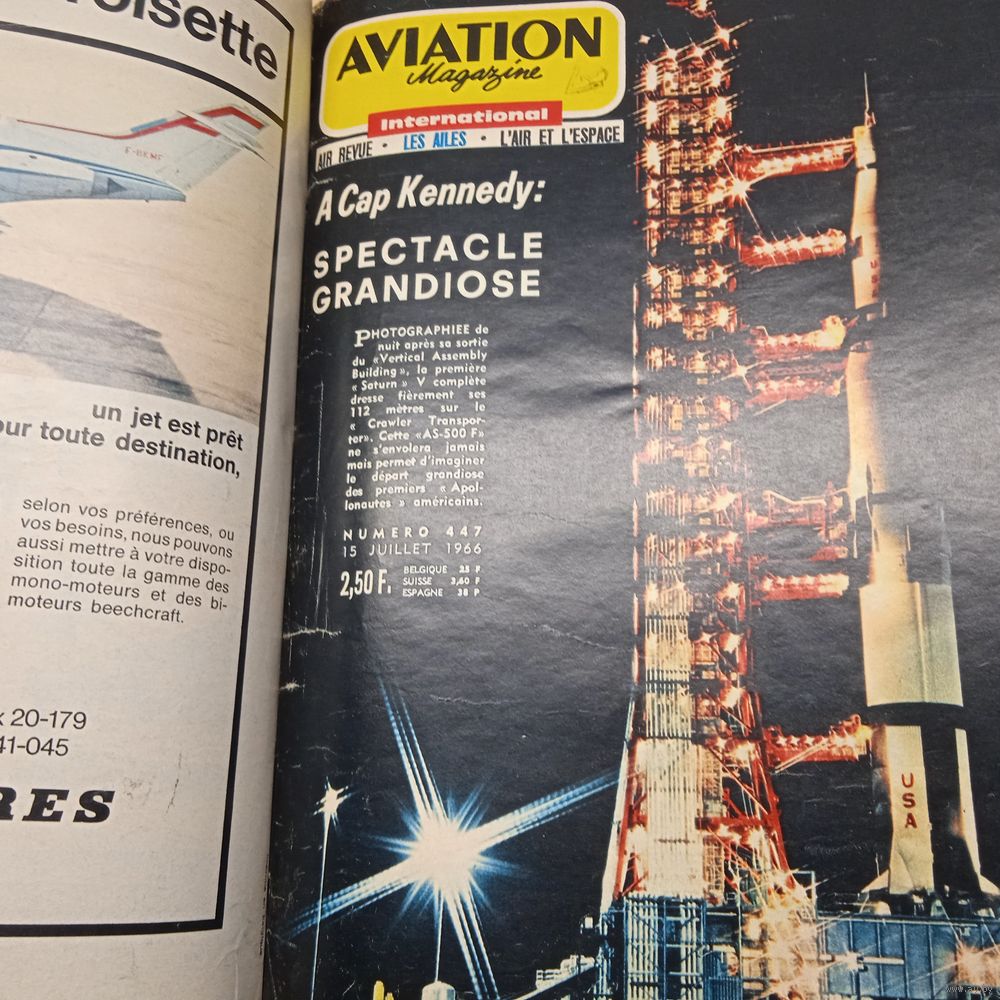 oisette
F-BKMF
un jet est prêt
our toute destination,
selon vos préférences, ou
vos besoins, nous pouvons
aussi mettre à votre dispo-
sition toute la gamme des
mono-moteurs et des bi-
moteurs beechcraft.
20-179
41-045
RES
AVIATION
Magazine
International
AIR REVUE • LES AILES • L'AIR ET L'ESPACE
A Cap Kennedy:
SPECTACLE
GRANDIOSE
PHOTOGRAPHIEE de
nuit après sa sortie
du «Vertical Assembly
Building», la première
« Saturn » V complète
dresse fièrement ses
112 mètres sur le
« Crawler Transpor-
ter». Cette «AS-500 F»
ne s'envolera jamais
mais permet d'imaginer
le départ grandiose
des premiers « Apol-
lonautes » américains.
NUMERO 447
15 JUILLET 1966
2,50 F.
BELGIQUE 35 F
SUISSE 3,60 F
ESPAGNE 38 P
USA